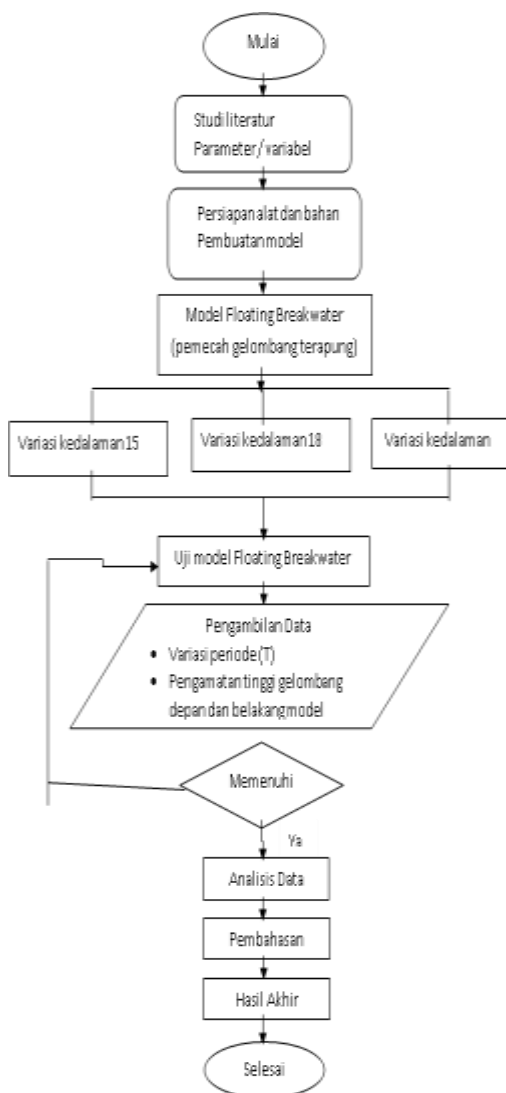 Mulai
Studi literatur
Parameter/variabel
Persiapan alat dan bahan
Pembuatan model
Model Floating Breakwater
(pemecah gelombang terapung)
Variasi kedalaman 15
Variasi kedalaman 18
Variasi kedalaman
Uji model Floating Breakwater
Pengambilan Data
• Variasi periode (T)
• Pengamatan tinggi gelombang
depan dan belakang model
Memenuhi
Ya
Analisis Data
Pembahasan
Hasil Akhir
Selesai